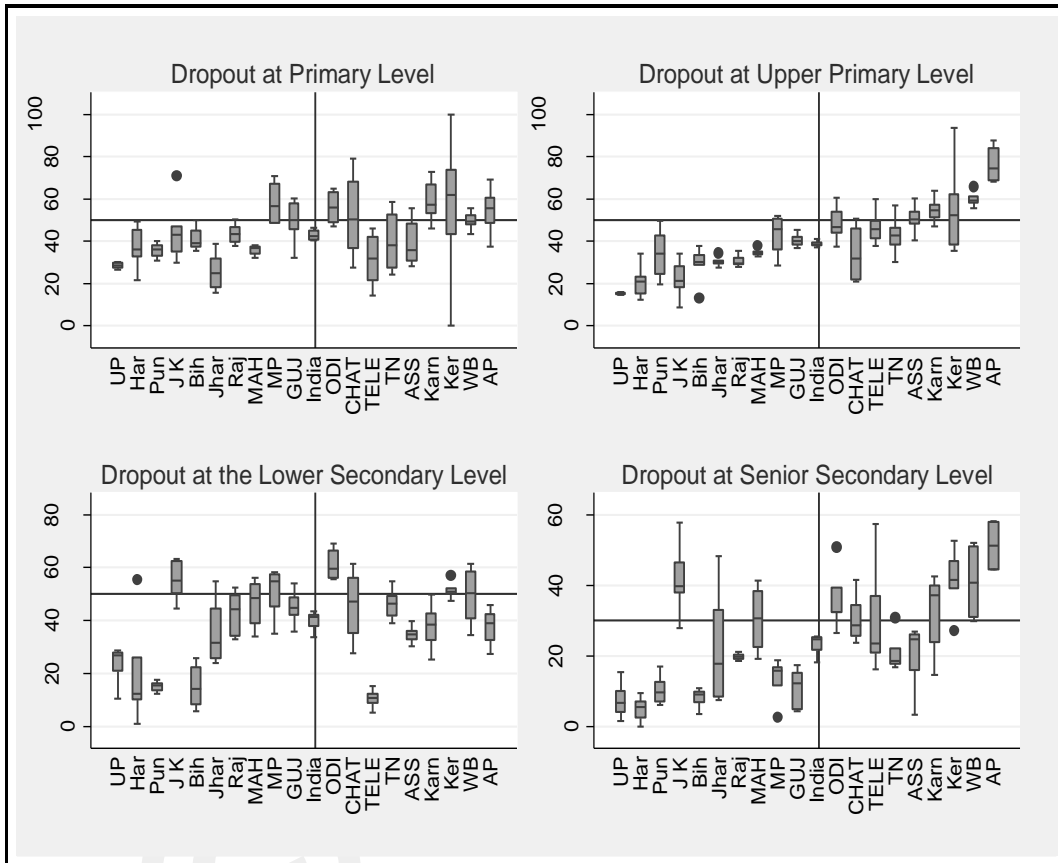 Dropout at Primary Level
0 20 40 60 80 100
UP Har Pun J K Bih Jhar Raj MAH MP GUJ India ODI CHAT TELE TN ASS Karn Ker WB AP
Dropout at Upper Primary Level
0 20 40 60 80 100
UP Har Pun J K Bih Jhar Raj MAH MP GUJ India ODI CHAT TELE TN ASS Karn Ker WB AP
Dropout at the Lower Secondary Level
0 20 40 60 80
UP Har Pun J K Bih Jhar Raj MAH MP GUJ India ODI CHAT TELE TN ASS Karn Ker WB AP
Dropout at Senior Secondary Level
0 20 40 60
UP Har Pun J K Bih Jhar Raj MAH MP GUJ India ODI CHAT TELE TN ASS Karn Ker WB AP